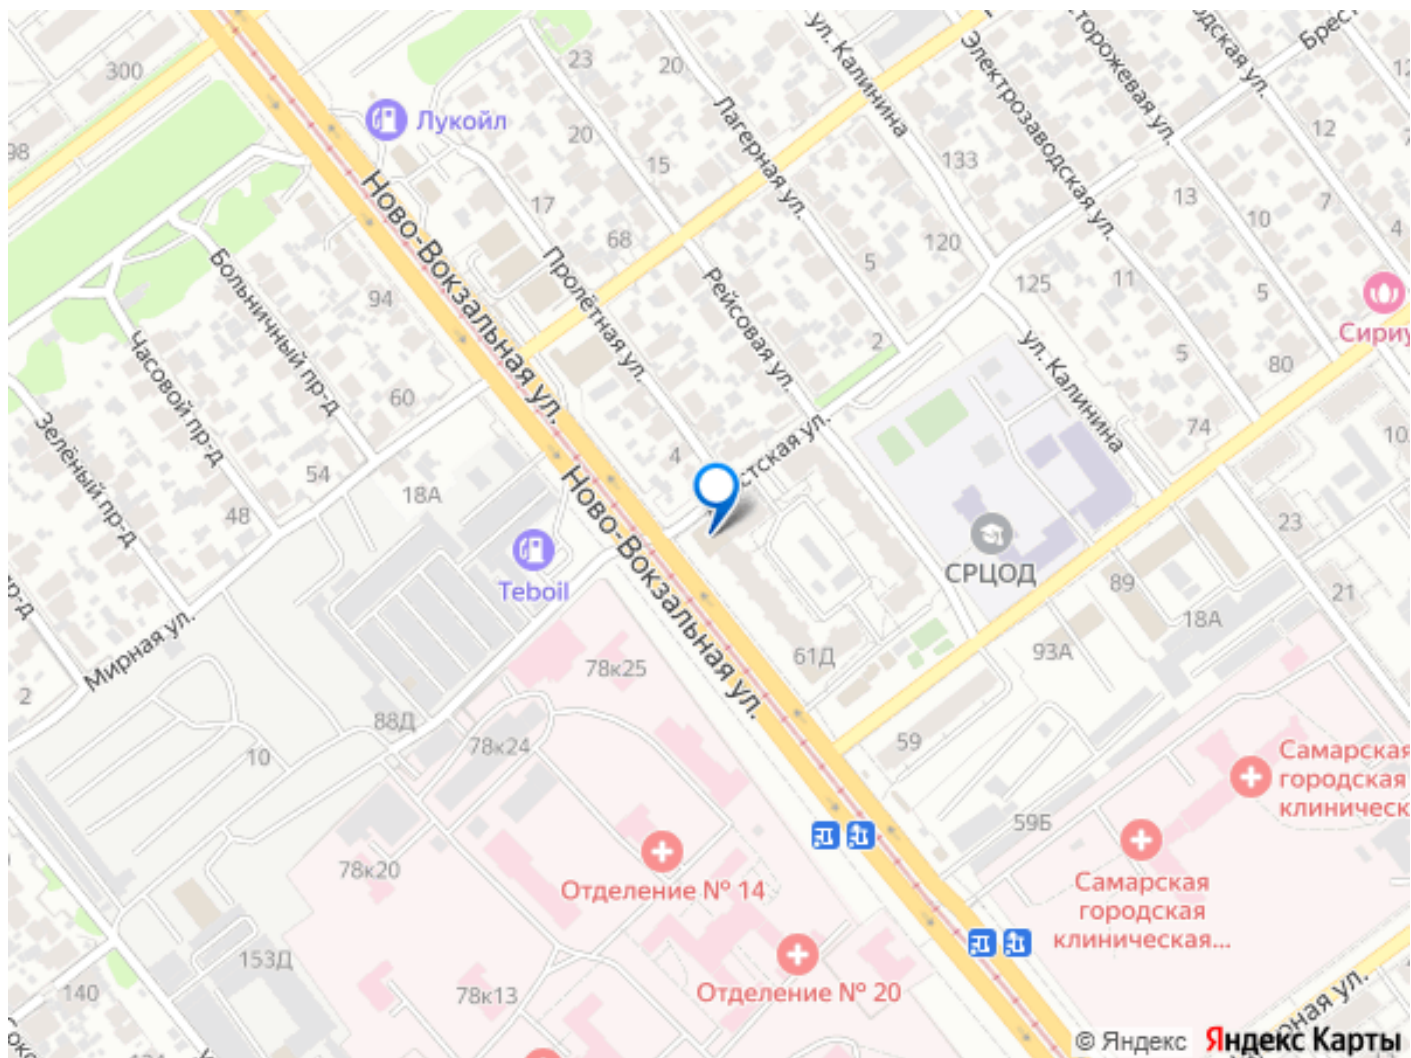 300
Лукойл
98
23
20
20
15
17
68
ул. Калинина
Лагерная ул.
133
120
5
2
Электрозаводская ул.
125
11
13
12
10
7
4
5
5
80
74
Сириу
Ново-Вокзальная ул.
Пролётная ул.
Рейсовая ул.
Больничный пр-д
94
Часовой пр-д
60
Зелёный пр-д
54
18А
48
4
стская ул.
ул. Калинина
Ново-Вокзальная ул.
Teboil
СРЦОД
89
18А
23
21
93А
пр-д
Мирная ул.
2
78к25
61Д
88Д
78к24
10
59
Самарская
городская
клиническ
59Б
78к20
Отделение № 14
Самарская
городская
клиническая...
153Д
Отделение № 20
78к13
140
© Яндекс
Яндекс Карты